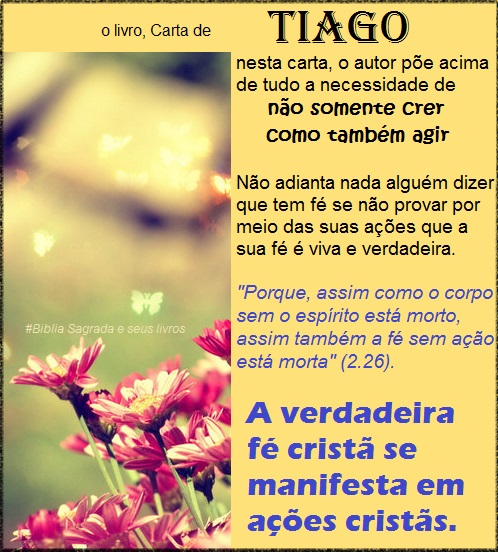 o livro, Carta de TIAGO
nesta carta, o autor põe acima
de tudo a necessidade de
não somente crer
como também agir
Não adianta nada alguém dizer
que tem fé se não provar por
meio das suas ações que a
sua fé é viva e verdadeira.
"Porque, assim como o corpo
sem o espírito está morto,
assim também a fé sem ação
está morta" (2.26).
#Biblia Sagrada e seus livros
A verdadeira
fé cristã se
manifesta em
ações cristãs.